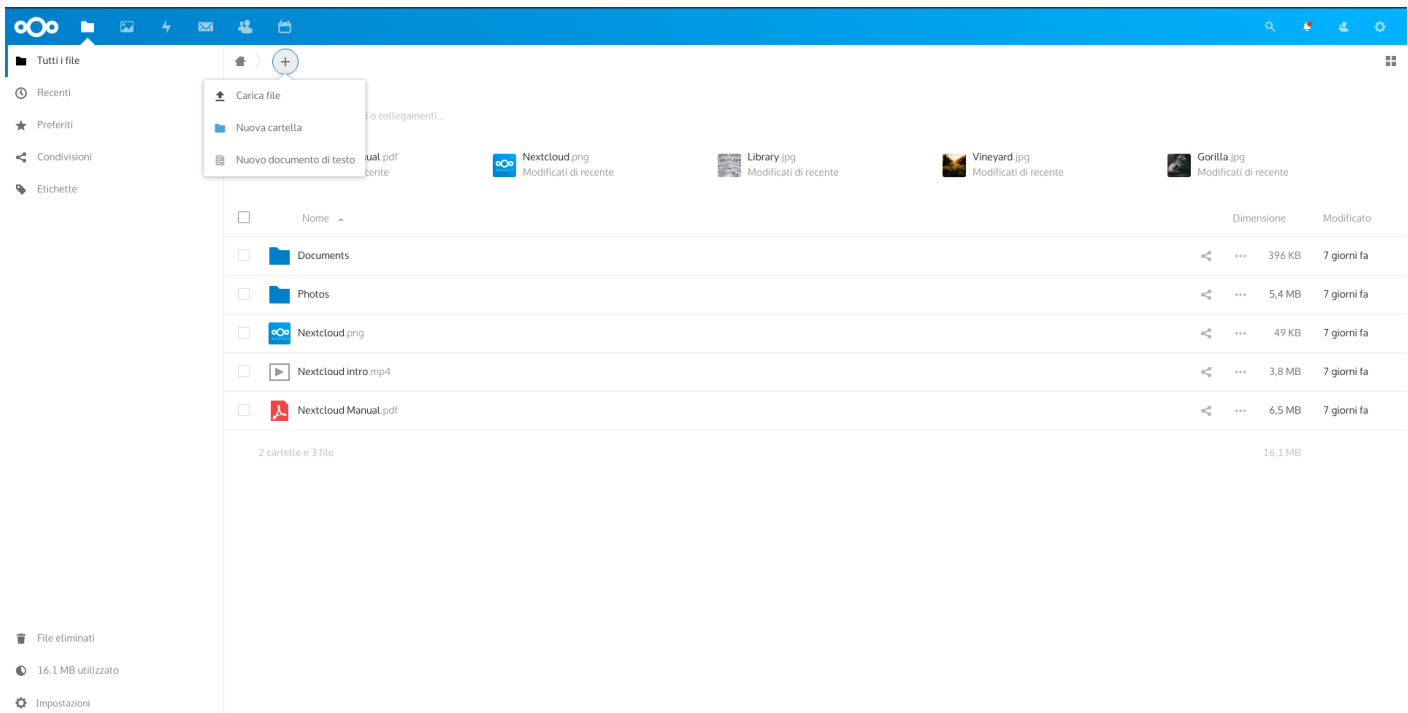 Tutti i file
Recenti
Preferiti
Condivisioni
Etichette
Carica file
Nuova cartella
Nuovo documento di testo
o collegamenti...
.pdf
Nextcloud.png
Modificati di recente
Library.jpg
Modificati di recente
Vineyard.jpg
Modificati di recente
Gorilla.jpg
Modificati di recente
Nome Dimensione Modificato
Documents 396 KB 7 giorni fa
Photos 5,4 MB 7 giorni fa
Nextcloud.png 49 KB 7 giorni fa
Nextcloud intro.mp4 3,8 MB 7 giorni fa
Nextcloud Manual.pdf 6,5 MB 7 giorni fa
2 cartelle e 3 file 16,1 MB
File eliminati
16.1 MB utilizzato
Impostazioni